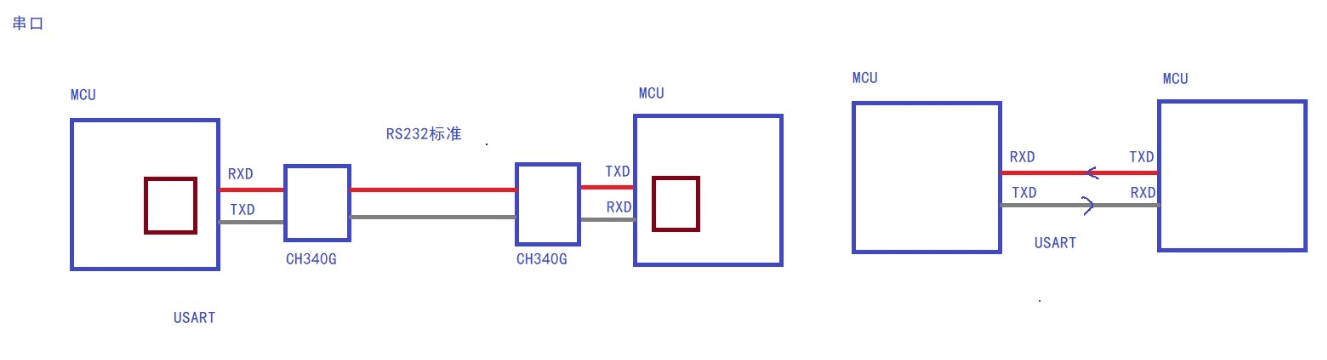 串口
MCU
RS232标准
MCU
RXD
TXD
TXD
RXD
CH340G
CH340G
USART
MCU
MCU
RXD
TXD
TXD
RXD
USART